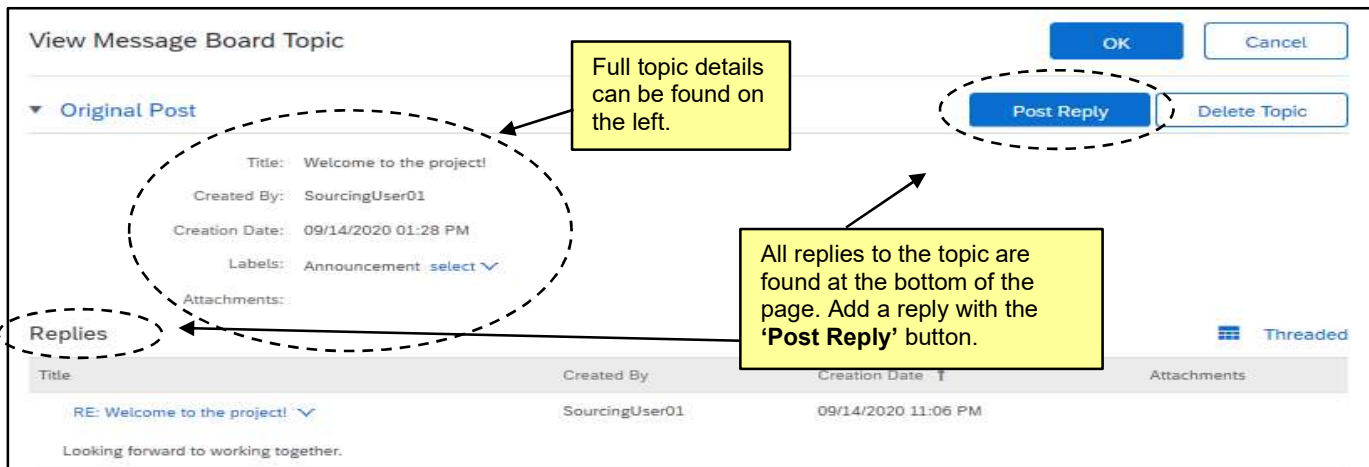 View Message Board Topic
OK
Cancel
Full topic details
can be found on
the left.
Original Post
Post Reply
Delete Topic
Title: Welcome to the project!
Created By: SourcingUser01
Creation Date: 09/14/2020 01:28 PM
Labels: Announcement select
Attachments:
All replies to the topic are
found at the bottom of the
page. Add a reply with the
‘Post Reply’ button.
Replies
Threaded
Title Created By Creation Date ↑ Attachments
RE: Welcome to the project! SourcingUser01 09/14/2020 11:06 PM
Looking forward to working together.